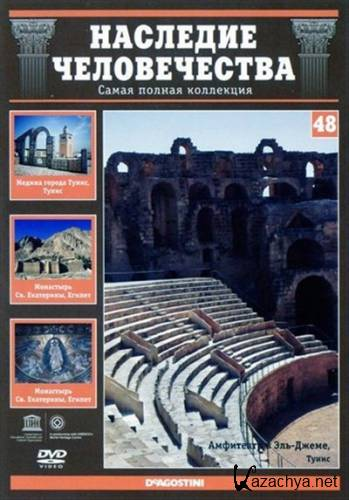 НАСЛЕДИЕ
ЧЕЛОВЕЧЕСТВА
Самая полная коллекция
48
Медина города Тунис,
Тунис
Монастырь
Св. Екатерины, Египет
Монастырь
Св. Екатерины, Египет
Амфитеатр в Эль-Джеме,
Тунис
UNESCO
DVD
VIDEO
DEAGOSTINI
Kazachya.net